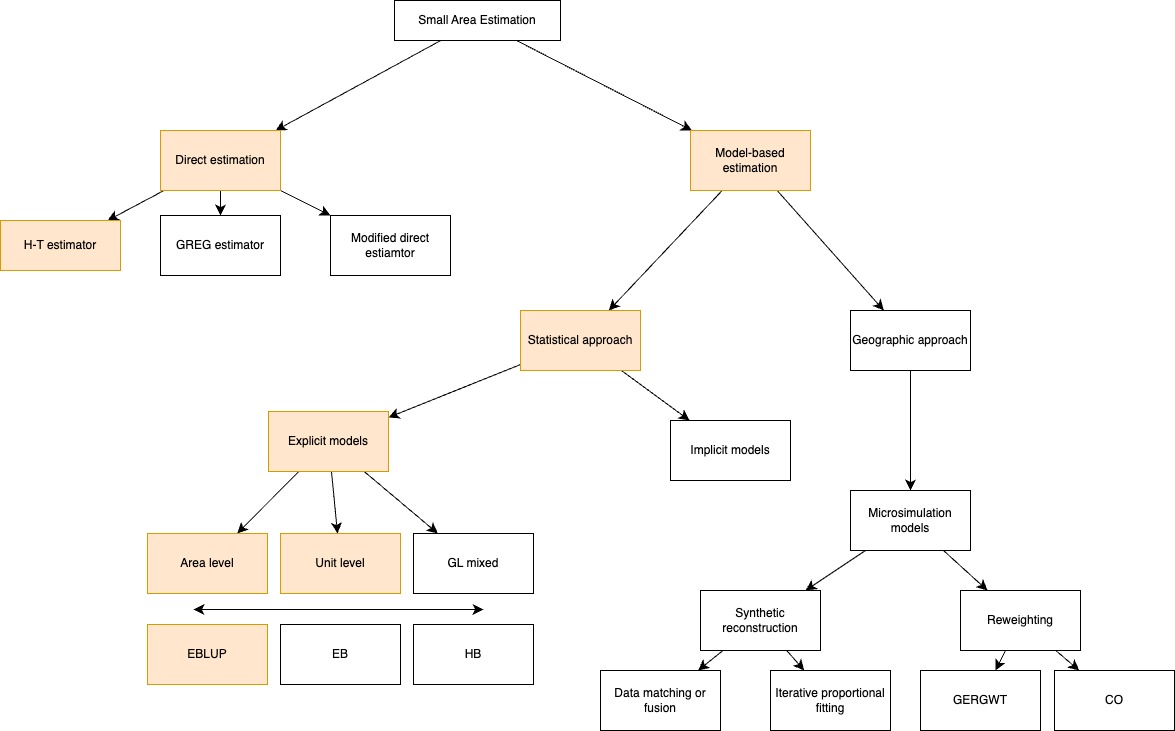 Small Area Estimation
Direct estimation
Model-based
estimation
H-T estimator
GREG estimator
Modified direct
estiamtor
Statistical approach
Geographic approach
Explicit models
Implicit models
Microsimulation
models
Area level
Unit level
GL mixed
Synthetic
reconstruction
Reweighting
EBLUP
EB
HB
Data matching or
fusion
Iterative proportional
fitting
GERGWT
CO